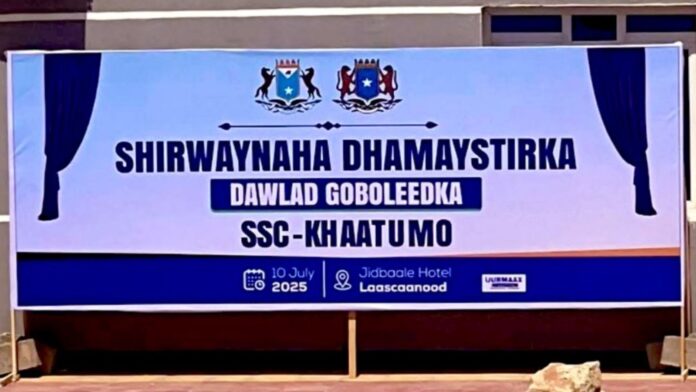 SHIRWAYNAHA DHAMAYSTIRKA
DAWLAD GOBOLEEDKA
SSC-KHAATUMO
10 July
2025
Jidbaale Hotel
Laascaanood